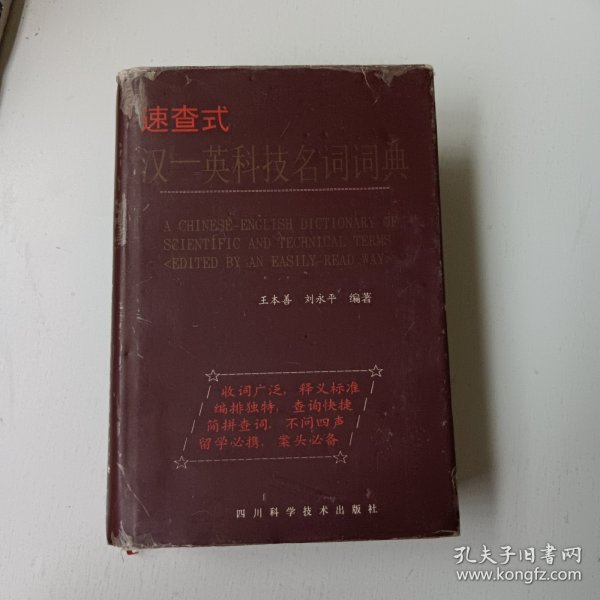 速查式
汉一英科技名词词典
A CHINESE-ENGLISH DICTIONARY OF
SCIENTIFIC AND TECHNICAL TERMS
<EDITED BY AN EASILY-READ WAY>
王本善 刘永平 编著
收词广泛，释义标准
编排独特，查询快捷
简拼查词，不问四声
留学必携，案头必备
四川科学技术出版社
孔夫子旧书网
www.kongfz.com